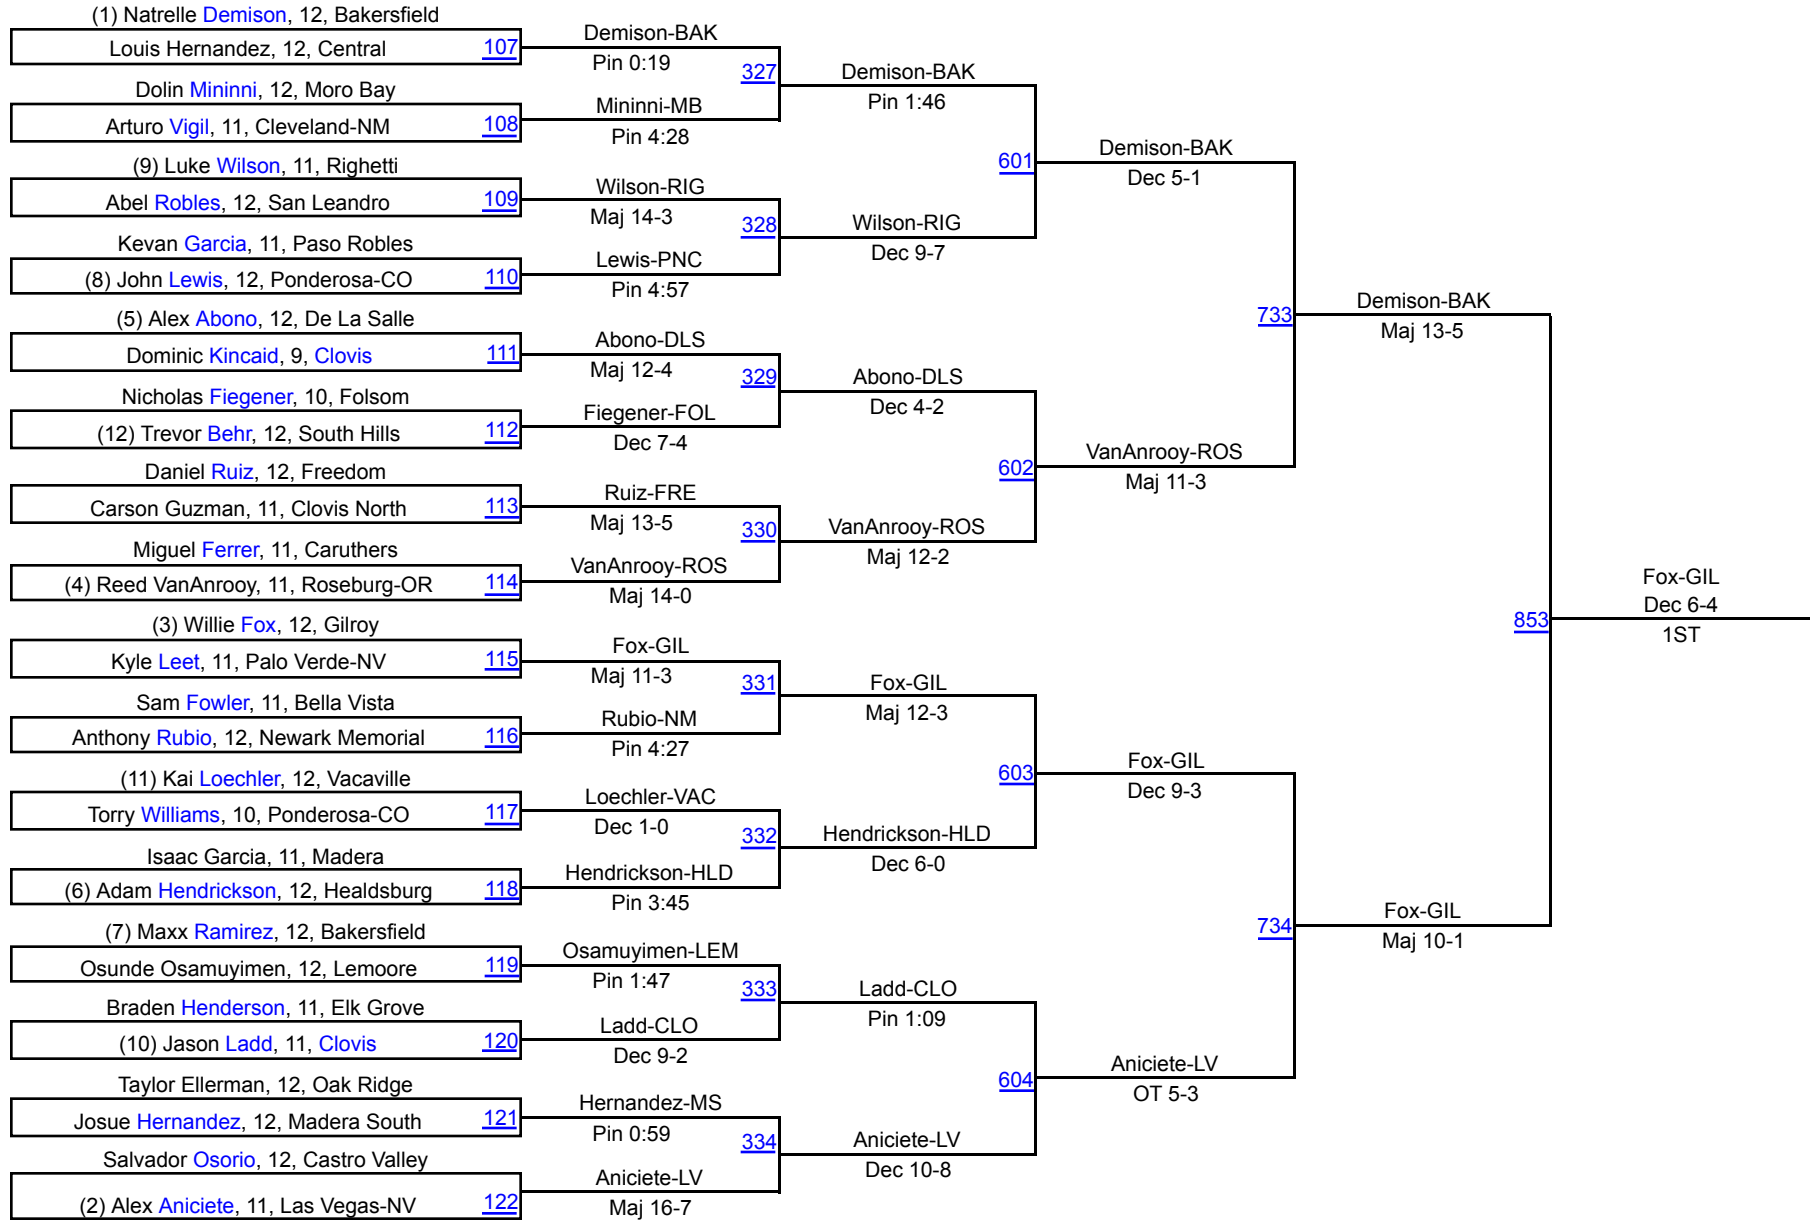 (1) Natrelle Demison, 12, Bakersfield
Louis Hernandez, 12, Central 107
Dolin Mininni, 12, Moro Bay
Arturo Vigil, 11, Cleveland-NM 108
(9) Luke Wilson, 11, Righetti
Abel Robles, 12, San Leandro 109
Kevan Garcia, 11, Paso Robles
(8) John Lewis, 12, Ponderosa-CO 110
(5) Alex Abono, 12, De La Salle
Dominic Kincaid, 9, Clovis 111
Nicholas Fiegener, 10, Folsom
(12) Trevor Behr, 12, South Hills 112
Daniel Ruiz, 12, Freedom
Carson Guzman, 11, Clovis North 113
Miguel Ferrer, 11, Caruthers
(4) Reed VanAnrooy, 11, Roseburg-OR 114
(3) Willie Fox, 12, Gilroy
Kyle Leet, 11, Palo Verde-NV 115
Sam Fowler, 11, Bella Vista
Anthony Rubio, 12, Newark Memorial 116
(11) Kai Loechler, 12, Vacaville
Torry Williams, 10, Ponderosa-CO 117
Isaac Garcia, 11, Madera
(6) Adam Hendrickson, 12, Healdsburg 118
(7) Maxx Ramirez, 12, Bakersfield
Osunde Osamuyimen, 12, Lemoore 119
Braden Henderson, 11, Elk Grove
(10) Jason Ladd, 11, Clovis 120
Taylor Ellerman, 12, Oak Ridge
Josue Hernandez, 12, Madera South 121
Salvador Osorio, 12, Castro Valley
(2) Alex Aniciete, 11, Las Vegas-NV 122
Demison-BAK
Pin 0:19
327
Mininni-MB
Pin 4:28
Wilson-RIG
Maj 14-3
328
Lewis-PNC
Pin 4:57
Abono-DLS
Maj 12-4
329
Fiegener-FOL
Dec 7-4
Ruiz-FRE
Maj 13-5
330
VanAnrooy-ROS
Maj 14-0
Fox-GIL
Maj 11-3
331
Rubio-NM
Pin 4:27
Loechler-VAC
Dec 1-0
332
Hendrickson-HLD
Pin 3:45
Osamuyimen-LEM
Pin 1:47
333
Ladd-CLO
Dec 9-2
Hernandez-MS
Pin 0:59
334
Aniciete-LV
Maj 16-7
Demison-BAK
Pin 1:46
601
Wilson-RIG
Dec 9-7
Abono-DLS
Dec 4-2
602
VanAnrooy-ROS
Maj 12-2
Fox-GIL
Maj 12-3
603
Hendrickson-HLD
Dec 6-0
Ladd-CLO
Pin 1:09
604
Aniciete-LV
Dec 10-8
Demison-BAK
Dec 5-1
733
VanAnrooy-ROS
Maj 11-3
Fox-GIL
Dec 9-3
734
Aniciete-LV
OT 5-3
Demison-BAK
Maj 13-5
853
Fox-GIL
Maj 10-1
Fox-GIL
Dec 6-4
1ST